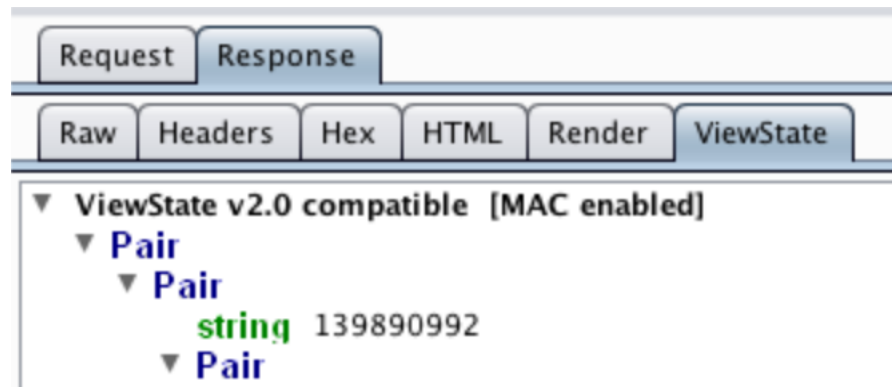 Request Response
Raw Headers Hex HTML Render ViewState
ViewState v2.0 compatible [MAC enabled]
Pair
Pair
string 139890992
Pair